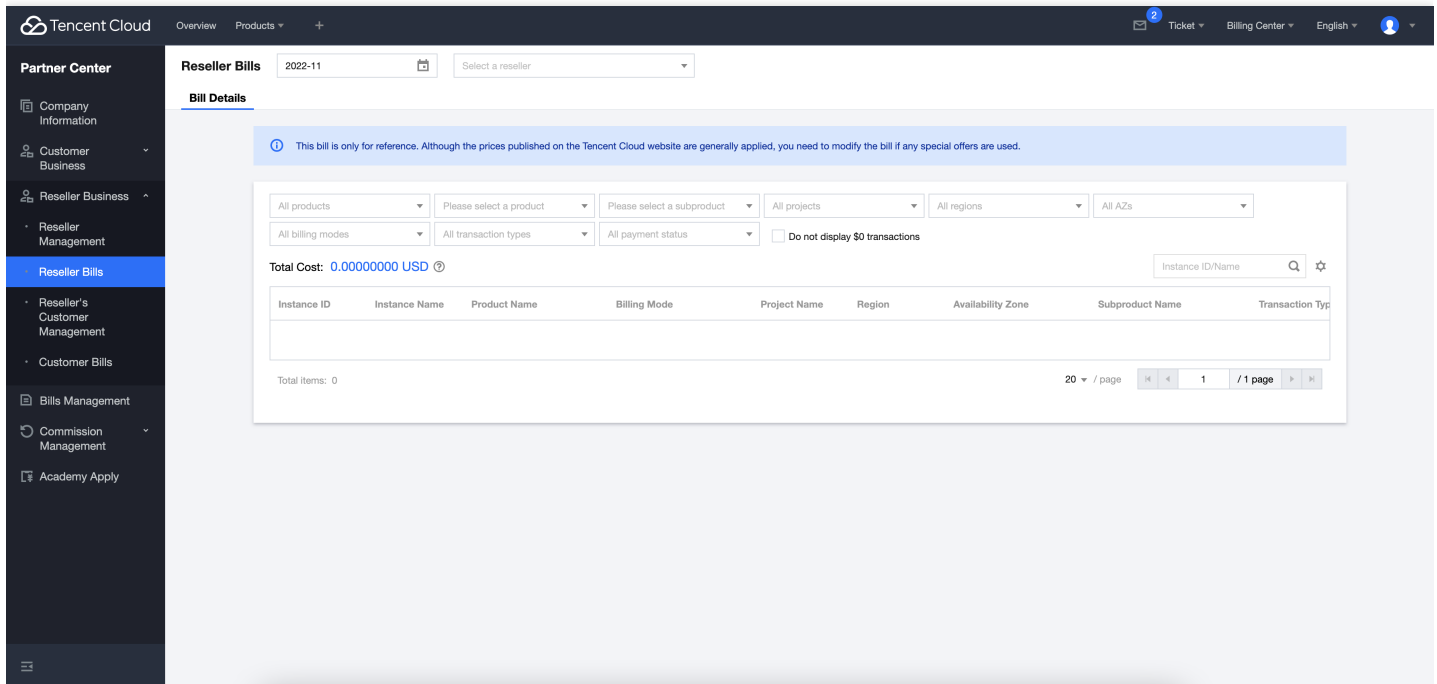 Tencent Cloud Overview Products + 2 Ticket Billing Center English
Partner Center
Company
Information
Customer
Business
Reseller Business
Reseller
Management
Reseller Bills
Reseller's
Customer
Management
Customer Bills
Bills Management
Commission
Management
Academy Apply
Reseller Bills 2022-11 Select a reseller
Bill Details
This bill is only for reference. Although the prices published on the Tencent Cloud website are generally applied, you need to modify the bill if any special offers are used.
All products Please select a product Please select a subproduct All projects All regions All AZs
All billing modes All transaction types All payment status Do not display $0 transactions
Total Cost: 0.00000000 USD Instance ID/Name
Instance ID Instance Name Product Name Billing Mode Project Name Region Availability Zone Subproduct Name Transaction Typ
Total items: 0 20 / page 1 / 1 page